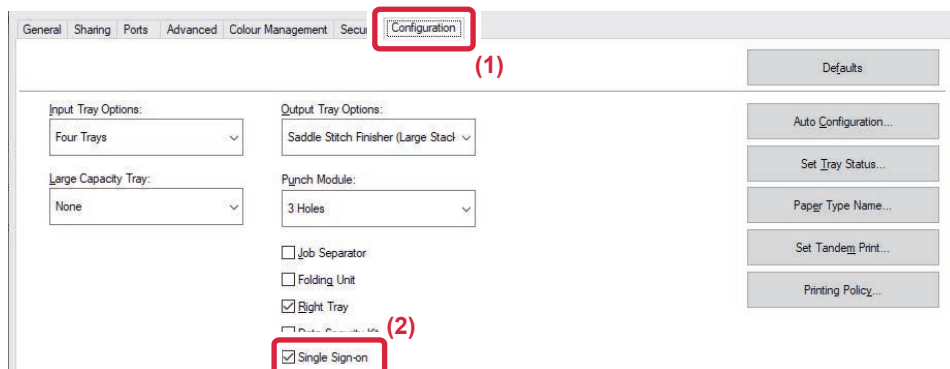 General Sharing Ports Advanced Colour Management Secu Configuration
(1)
Defaults
Input Tray Options:
Output Tray Options:
Four Trays
Saddle Stitch Finisher (Large Stack
Auto Configuration...
Set Tray Status...
Large Capacity Tray:
Punch Module:
None
3 Holes
Paper Type Name...
Job Separator
Set Tandem Print...
Folding Unit
Printing Policy...
Right Tray
(2)
Single Sign-on